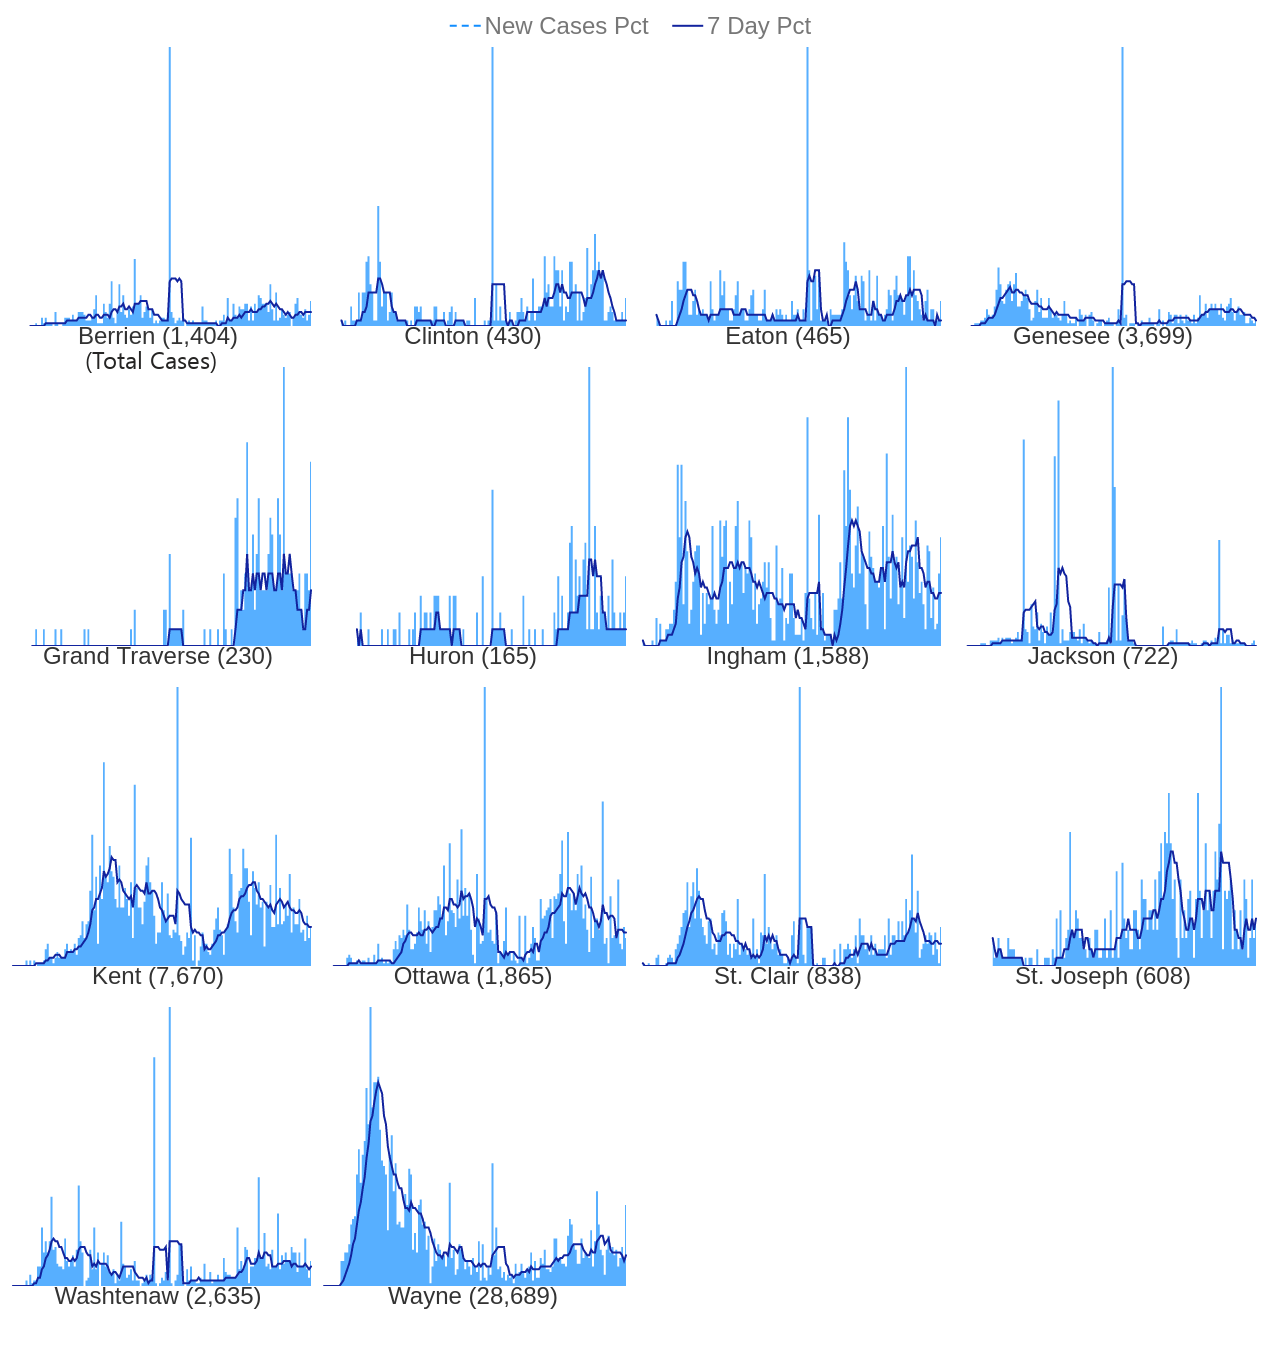 New Cases Pct 7 Day Pct
Berrien (1,404) Clinton (430) Eaton (465) Genesee (3,699)
(Total Cases)
Grand Traverse (230) Huron (165) Ingham (1,588) Jackson (722)
Kent (7,670) Ottawa (1,865) St. Clair (838) St. Joseph (608)
Washtenaw (2,635) Wayne (28,689)